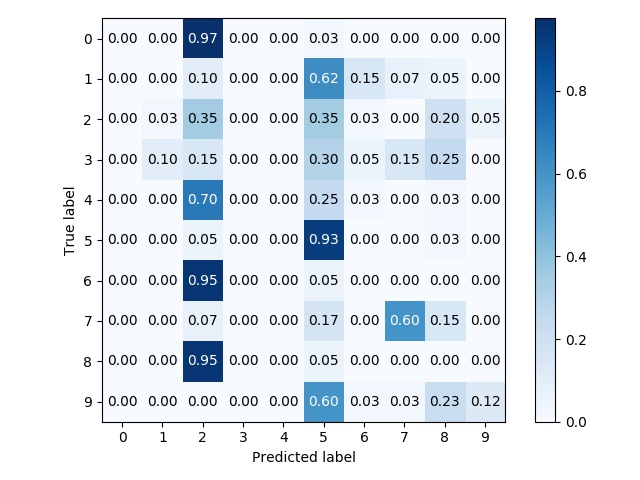 0 0.00 0.00 0.97 0.00 0.00 0.03 0.00 0.00 0.00 0.00
1 0.00 0.00 0.10 0.00 0.00 0.62 0.15 0.07 0.05 0.00
2 0.00 0.03 0.35 0.00 0.00 0.35 0.03 0.00 0.20 0.05
3 0.00 0.10 0.15 0.00 0.00 0.30 0.05 0.15 0.25 0.00
4 0.00 0.00 0.70 0.00 0.00 0.25 0.03 0.00 0.03 0.00
5 0.00 0.00 0.05 0.00 0.00 0.93 0.00 0.00 0.03 0.00
6 0.00 0.00 0.95 0.00 0.00 0.05 0.00 0.00 0.00 0.00
7 0.00 0.00 0.07 0.00 0.00 0.17 0.00 0.60 0.15 0.00
8 0.00 0.00 0.95 0.00 0.00 0.05 0.00 0.00 0.00 0.00
9 0.00 0.00 0.00 0.00 0.00 0.60 0.03 0.03 0.23 0.12
0 1 2 3 4 5 6 7 8 9
Predicted label
True label
0.8
0.6
0.4
0.2
0.0